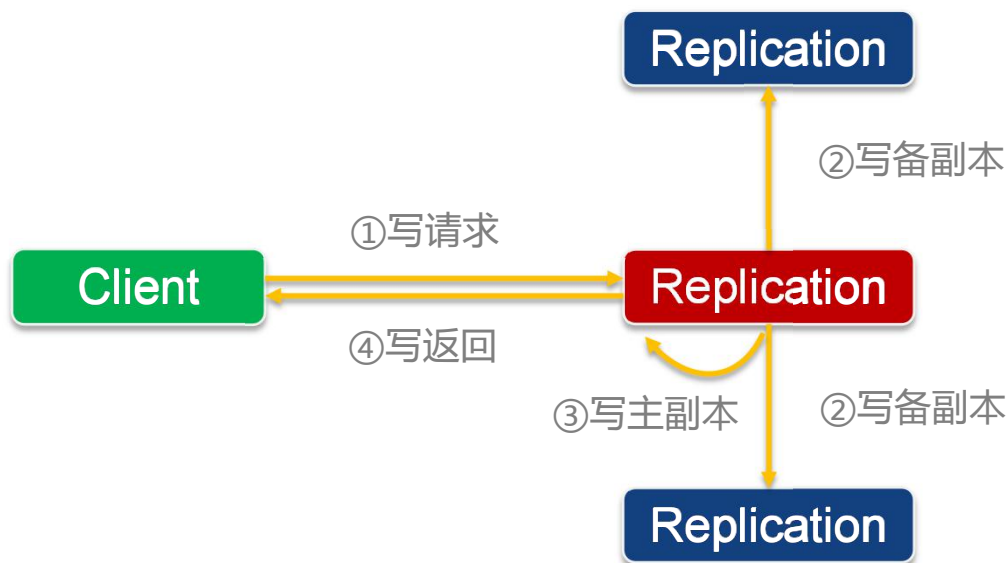 Replication
②写备副本
①写请求
Client
Replication
④写返回
③写主副本
②写备副本
Replication